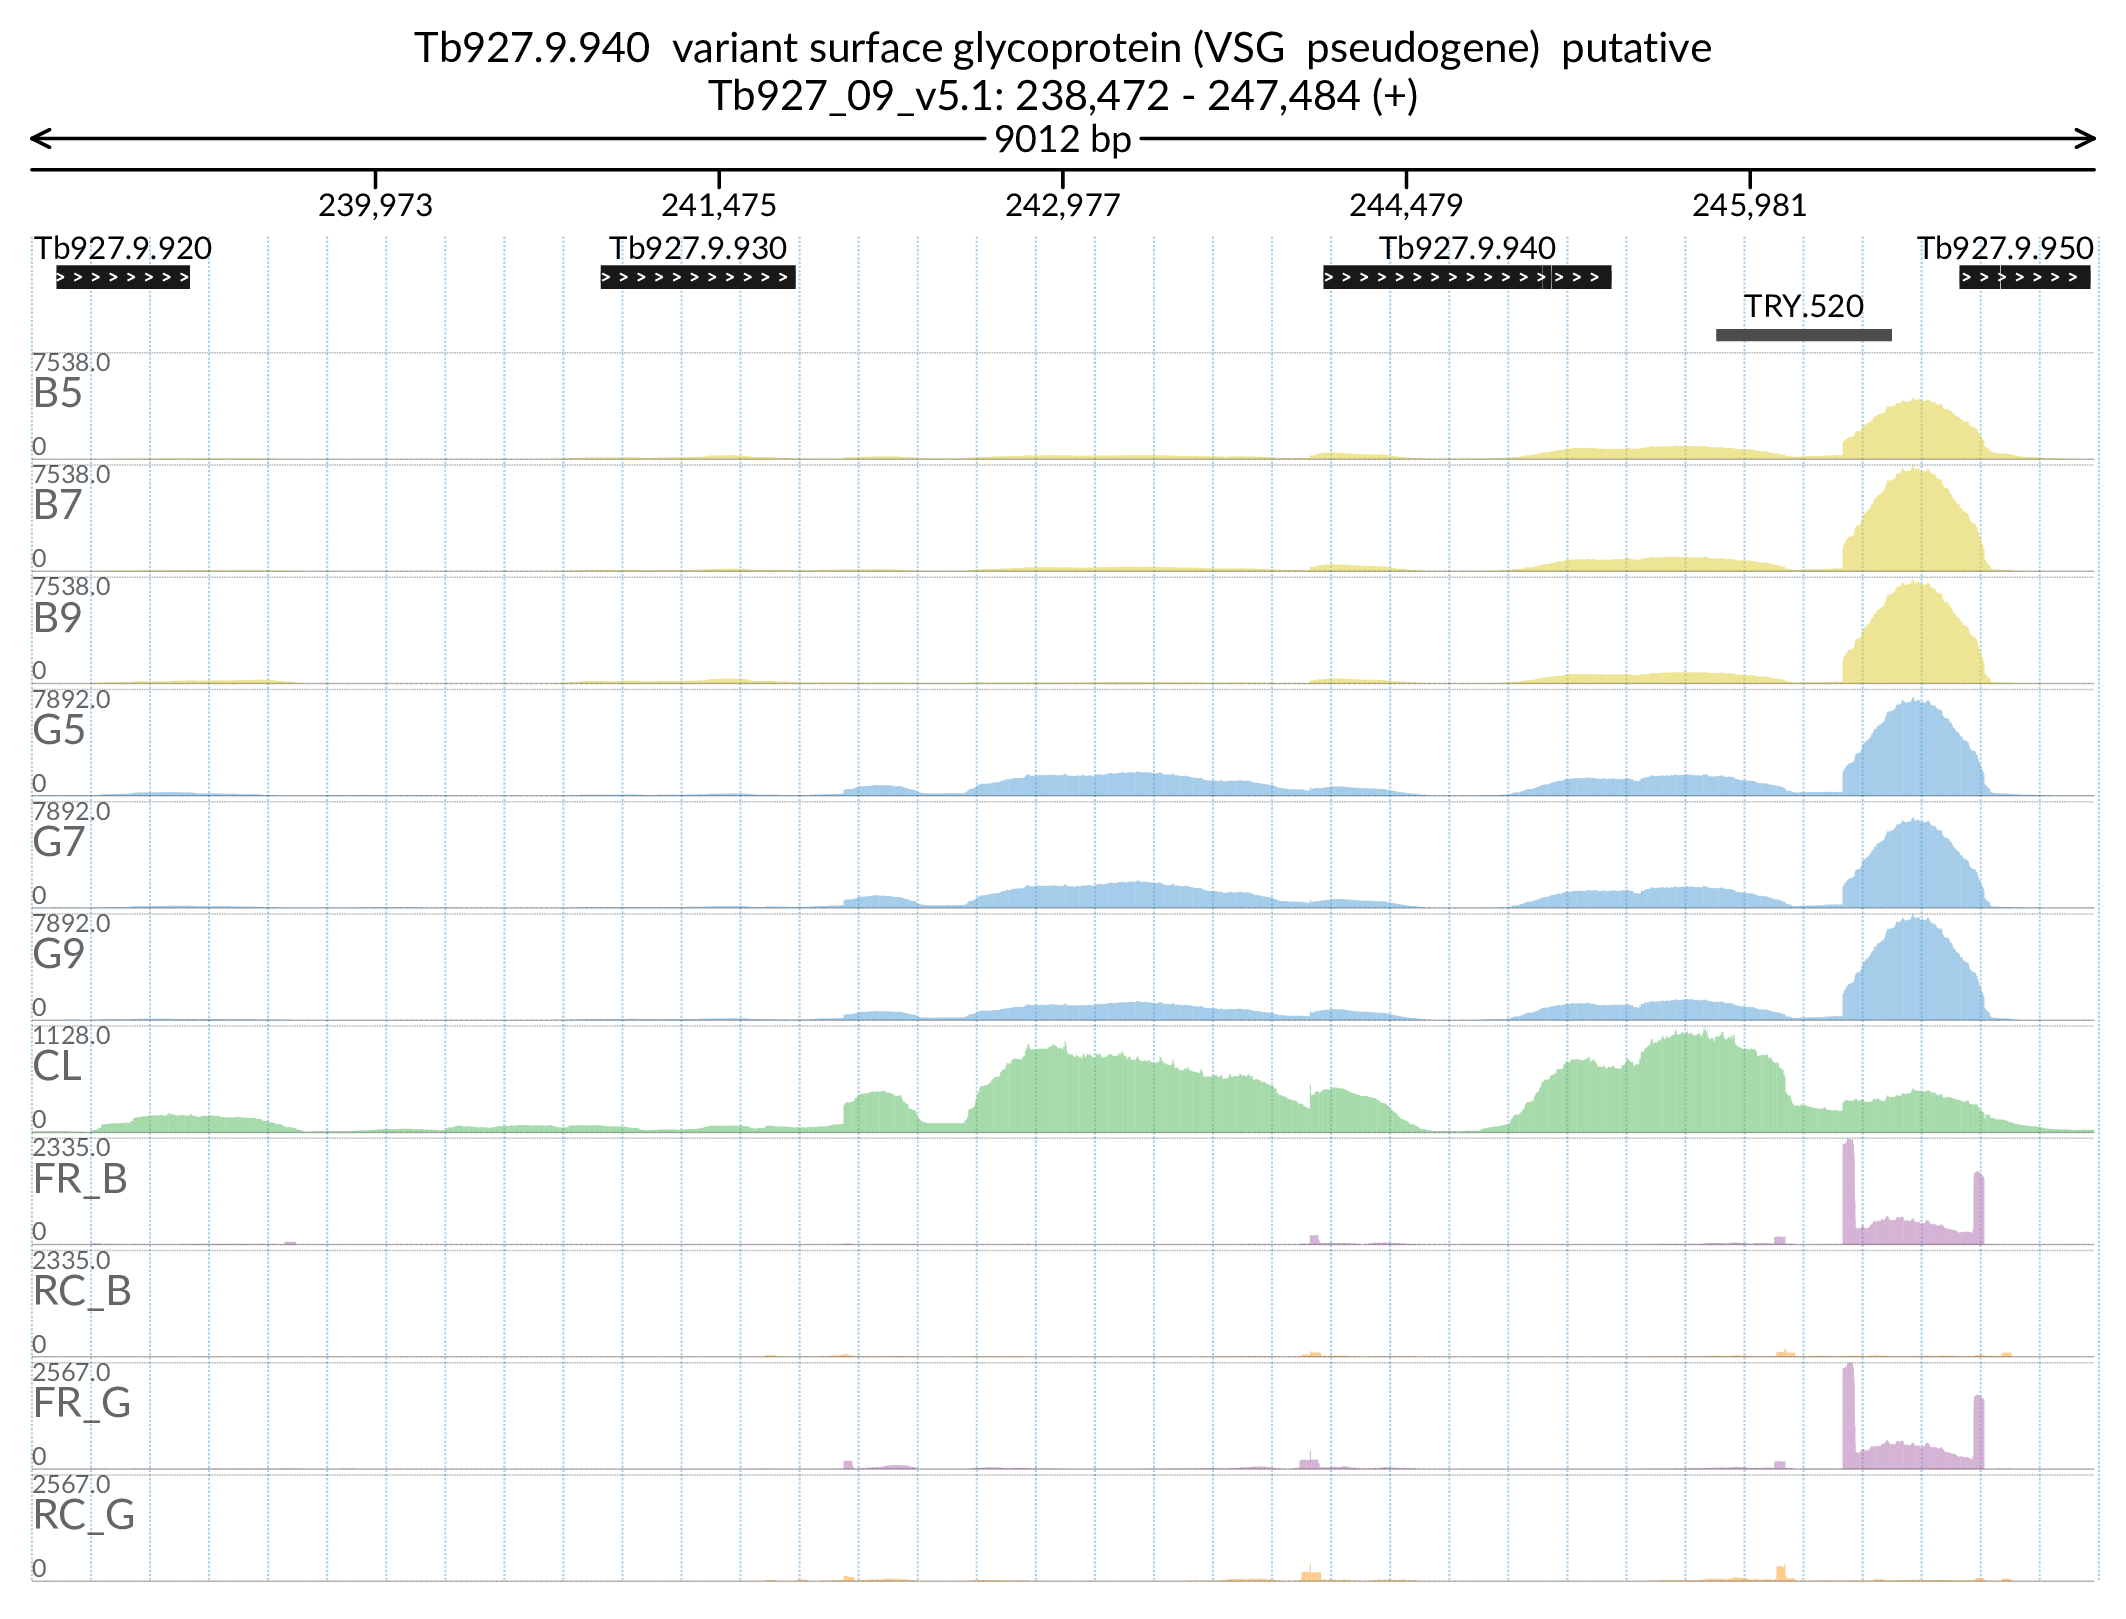 Tb927.9.940 variant surface glycoprotein (VSG pseudogene) putative
Tb927_09_v5.1: 238,472 - 247,484 (+)
9012 bp
239,973 241,475 242,977 244,479 245,981
Tb927.9.920 Tb927.9.930 Tb927.9.940 Tb927.9.950
TRY.520
7538.0
B5
0
7538.0
B7
0
7538.0
B9
0
7892.0
G5
0
7892.0
G7
0
7892.0
G9
0
1128.0
CL
0
2335.0
FR_B
0
2335.0
RC_B
0
2567.0
FR_G
0
2567.0
RC_G
0